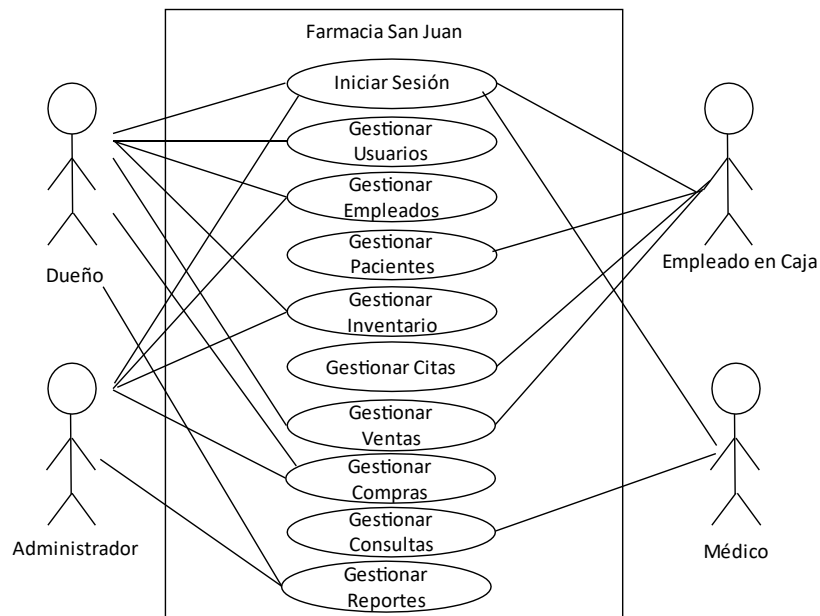 Farmacia San Juan
Iniciar Sesión
Gestionar
Usuarios
Gestionar
Empleados
Gestionar
Pacientes
Dueño
Empleado en Caja
Gestionar
Inventario
Gestionar Citas
Gestionar
Ventas
Gestionar
Compras
Gestionar
Consultas
Administrador
Médico
Gestionar
Reportes